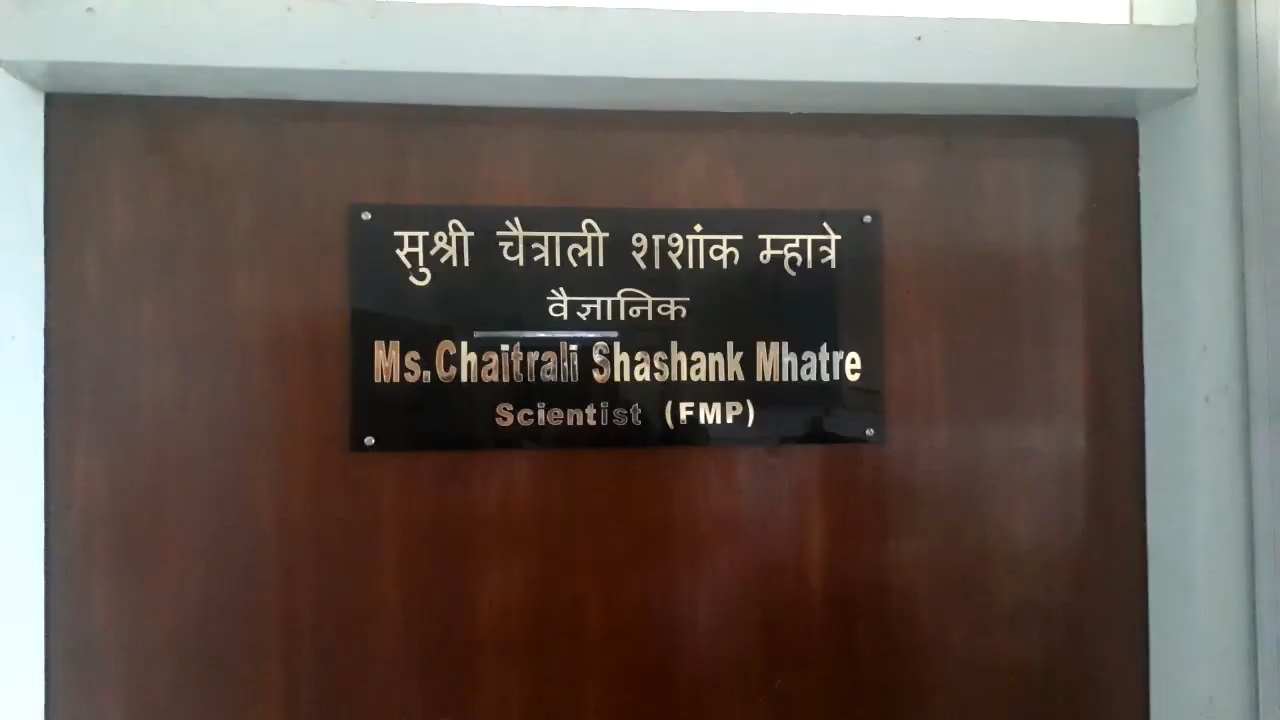 सुश्री चैत्राली शशांक म्हात्रे
वैज्ञानिक
Ms.Chaitrali Shashank Mhatre
Scientist (FMP)